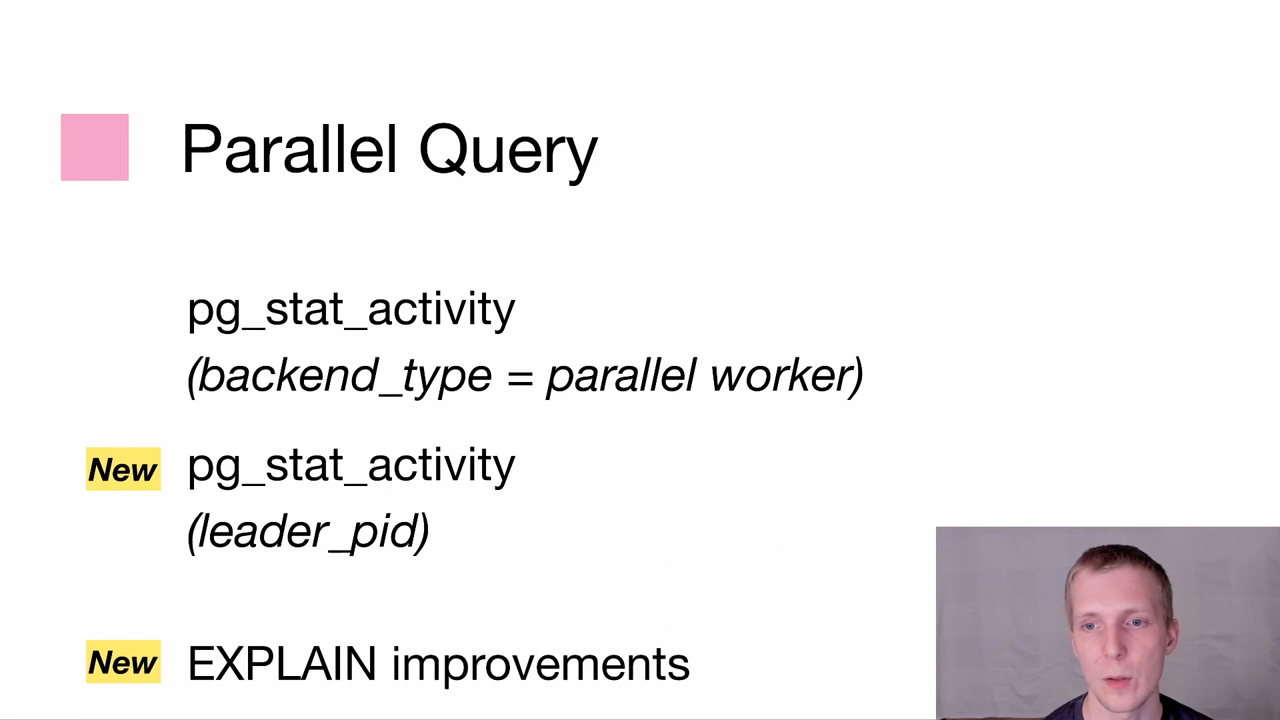 Parallel Query
pg_stat_activity
(backend_type = parallel worker)
New pg_stat_activity
(leader_pid)
New EXPLAIN improvements